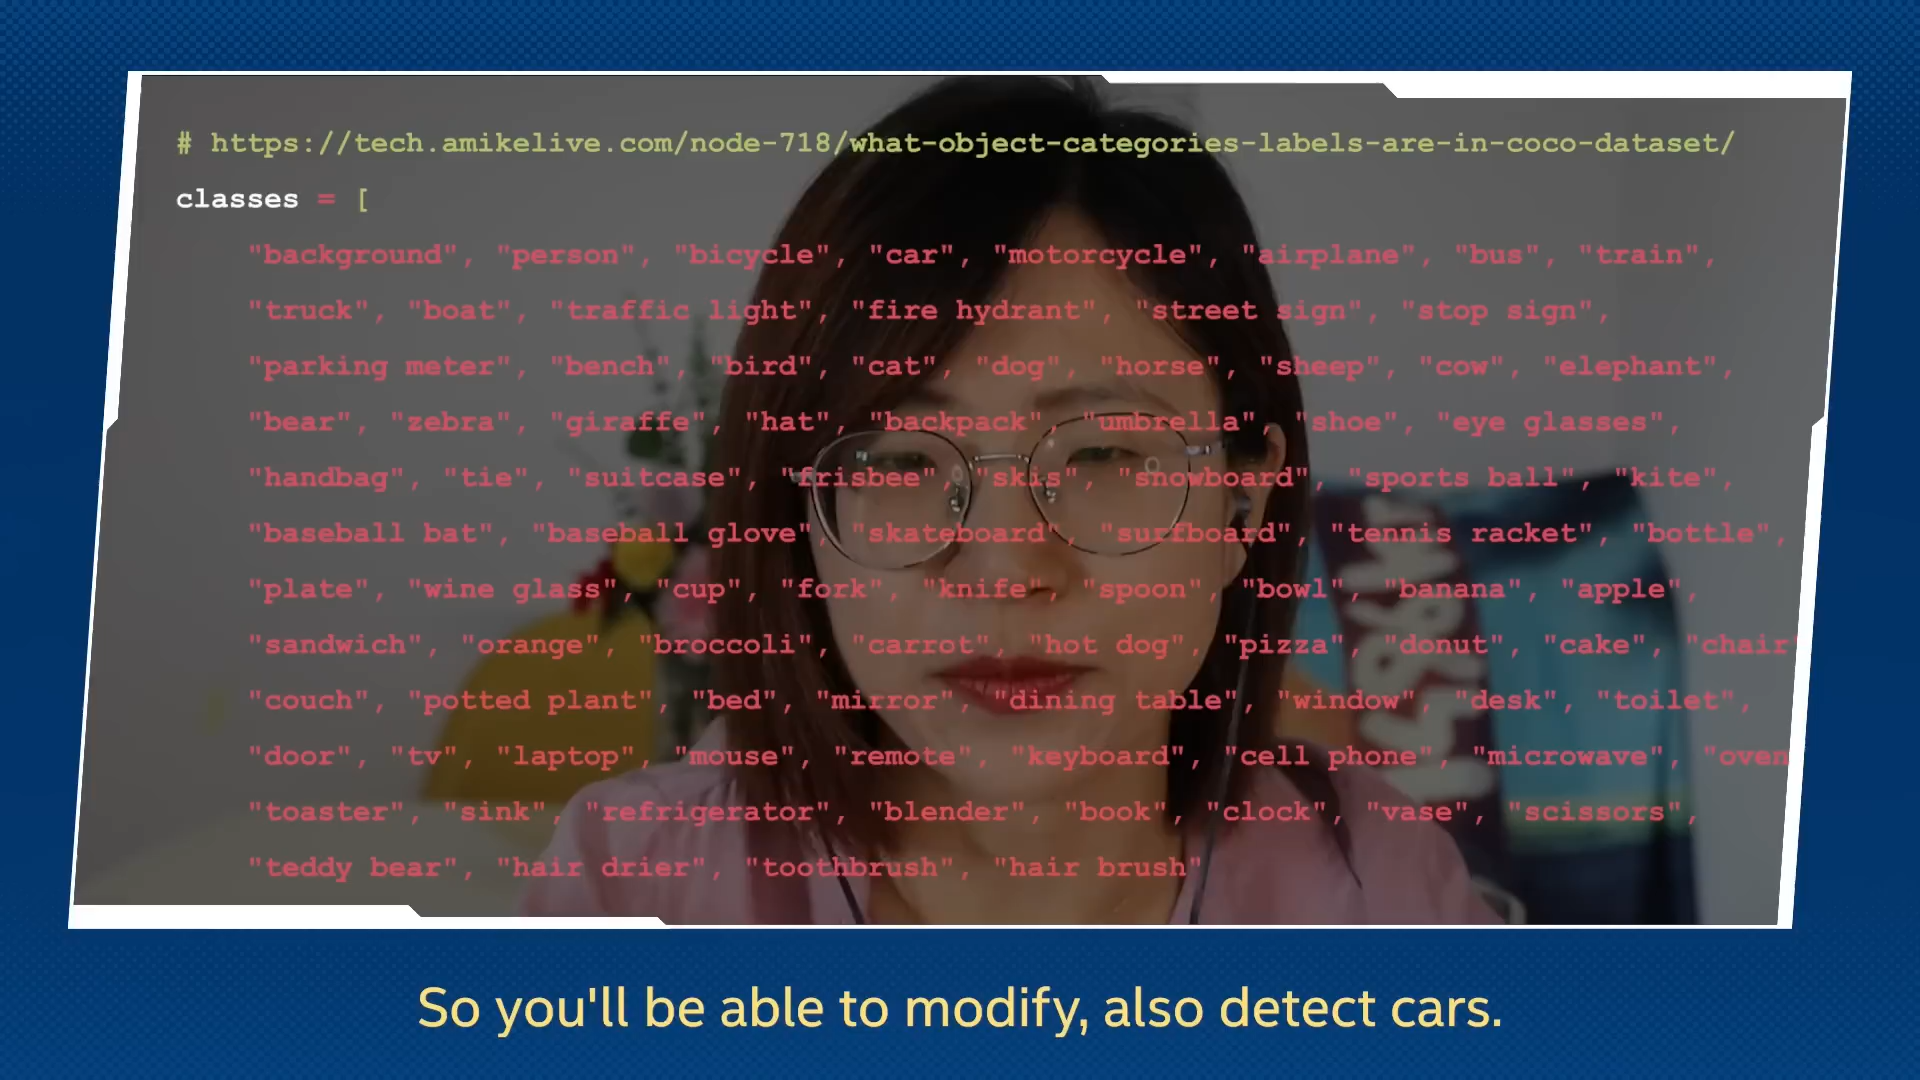 # https://tech.amikelive.com/node-718/what-object-categories-labels-are-in-coco-dataset/
classes = [
"background", "person", "bicycle", "car", "motorcycle", "airplane", "bus", "train",
"truck", "boat", "traffic light", "fire hydrant", "street sign", "stop sign",
"parking meter", "bench", "bird", "cat", "dog", "horse", "sheep", "cow", "elephant",
"bear", "zebra", "giraffe", "hat", "backpack", "umbrella", "shoe", "eye glasses",
"handbag", "tie", "suitcase", "frisbee", "skis", "snowboard", "sports ball", "kite",
"baseball bat", "baseball glove", "skateboard", "surfboard", "tennis racket", "bottle",
"plate", "wine glass", "cup", "fork", "knife", "spoon", "bowl", "banana", "apple",
"sandwich", "orange", "broccoli", "carrot", "hot dog", "pizza", "donut", "cake", "chair"
"couch", "potted plant", "bed", "mirror", "dining table", "window", "desk", "toilet",
"door", "tv", "laptop", "mouse", "remote", "keyboard", "cell phone", "microwave", "oven
"toaster", "sink", "refrigerator", "blender", "book", "clock", "vase", "scissors",
"teddy bear", "hair drier", "toothbrush", "hair brush"
So you'll be able to modify, also detect cars.